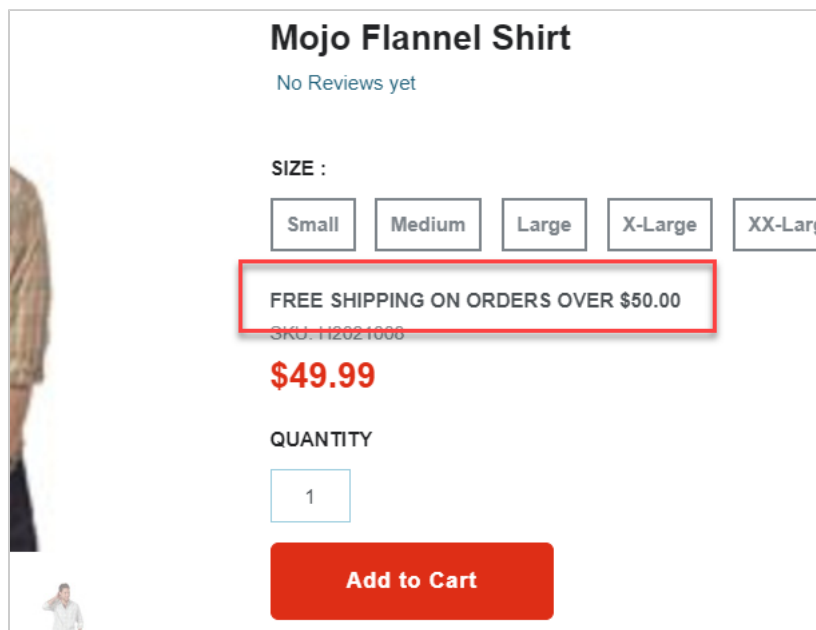 Mojo Flannel Shirt
No Reviews yet
SIZE :
Small Medium Large X-Large XX-Larg
FREE SHIPPING ON ORDERS OVER $50.00
SKU: H2021008
$49.99
QUANTITY
1
Add to Cart